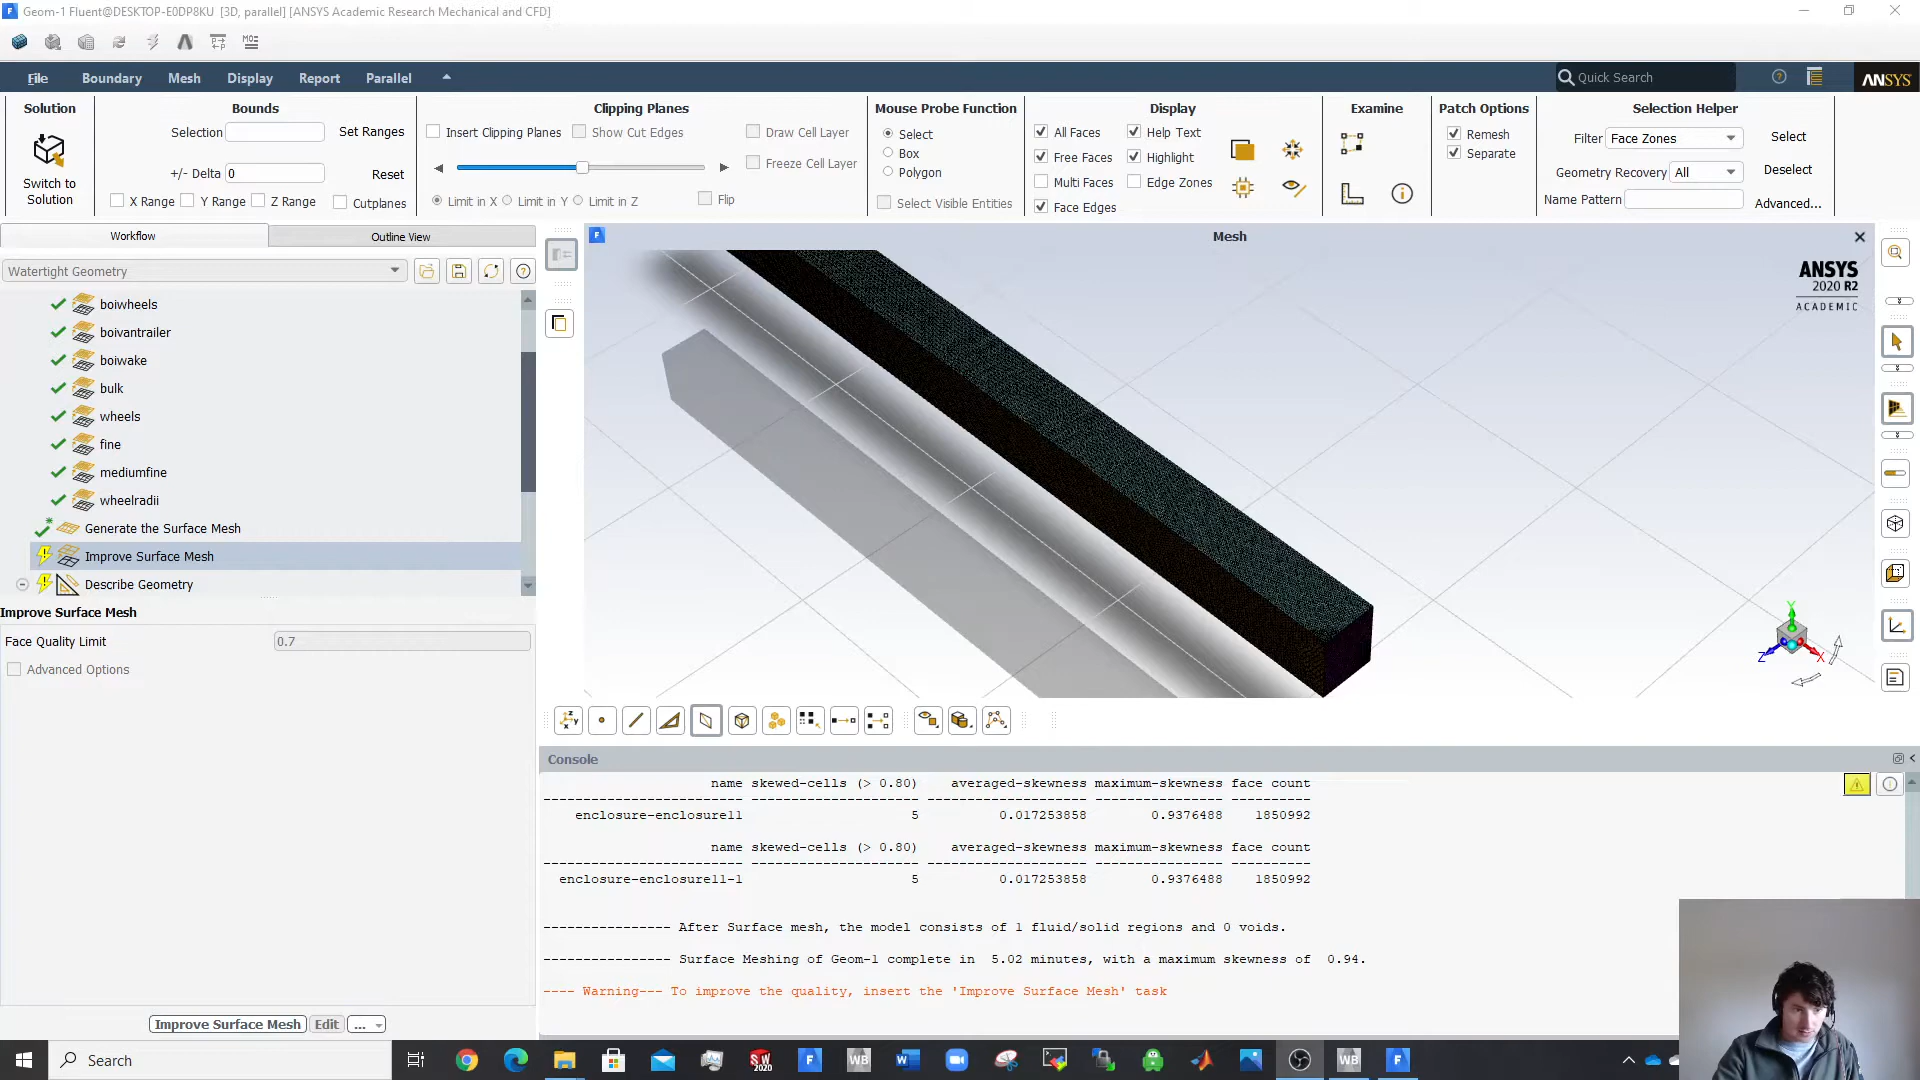 Geom-1 Fluent@DESKTOP-E0DP8KU [3D, parallel] [ANSYS Academic Research Mechanical and CFD]
File Boundary Mesh Display Report Parallel
Quick Search
ANSYS
Solution
Switch to
Solution
Bounds
Selection
Set Ranges
+/- Delta 0
Reset
X Range Y Range Z Range Cutplanes
Clipping Planes
Insert Clipping Planes Show Cut Edges Draw Cell Layer
Freeze Cell Layer
Limit in X Limit in Y Limit in Z Flip
Mouse Probe Function
Select
Box
Polygon
Select Visible Entities
Display
All Faces Help Text
Free Faces Highlight
Multi Faces Edge Zones
Face Edges
Examine
Patch Options
Remesh
Separate
Selection Helper
Filter Face Zones Select
Geometry Recovery All Deselect
Name Pattern Advanced...
Workflow
Outline View
Watertight Geometry
boiwheels
boivantrailer
boiwake
bulk
wheels
fine
mediumfine
wheelradii
Generate the Surface Mesh
Improve Surface Mesh
Describe Geometry
Improve Surface Mesh
Face Quality Limit 0.7
Advanced Options
Improve Surface Mesh Edit ...
Mesh
ANSYS
2020 R2
ACADEMIC
Y
Z
X
Console
name skewed-cells (> 0.80) averaged-skewness maximum-skewness face count
------------------------- --------------------- ------------------- ---------------- ----------
enclosure-enclosure11 5 0.017253858 0.9376488 1850992
name skewed-cells (> 0.80) averaged-skewness maximum-skewness face count
------------------------- --------------------- ------------------- ---------------- ----------
enclosure-enclosure11-1 5 0.017253858 0.9376488 1850992
---------------- After Surface mesh, the model consists of 1 fluid/solid regions and 0 voids.
---------------- Surface Meshing of Geom-1 complete in 5.02 minutes, with a maximum skewness of 0.94.
---- Warning--- To improve the quality, insert the 'Improve Surface Mesh' task
Search